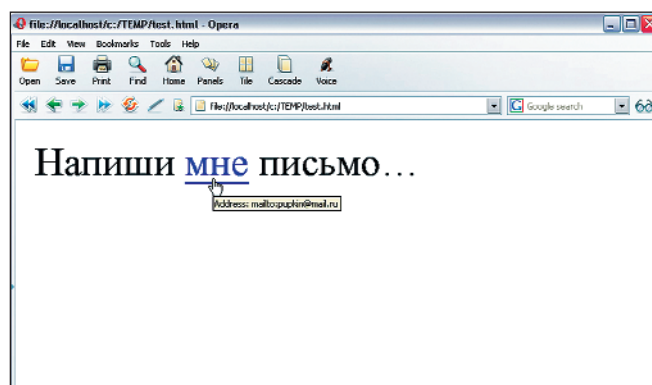 file://localhost/c:/TEMP/test.html - Opera
File Edit View Bookmarks Tools Help
Open Save Print Find Home Panels Tile Cascade Voice
file://localhost/c:/TEMP/test.html Google search
Напиши мне письмо...
Address: mailto:pupkin@mail.ru